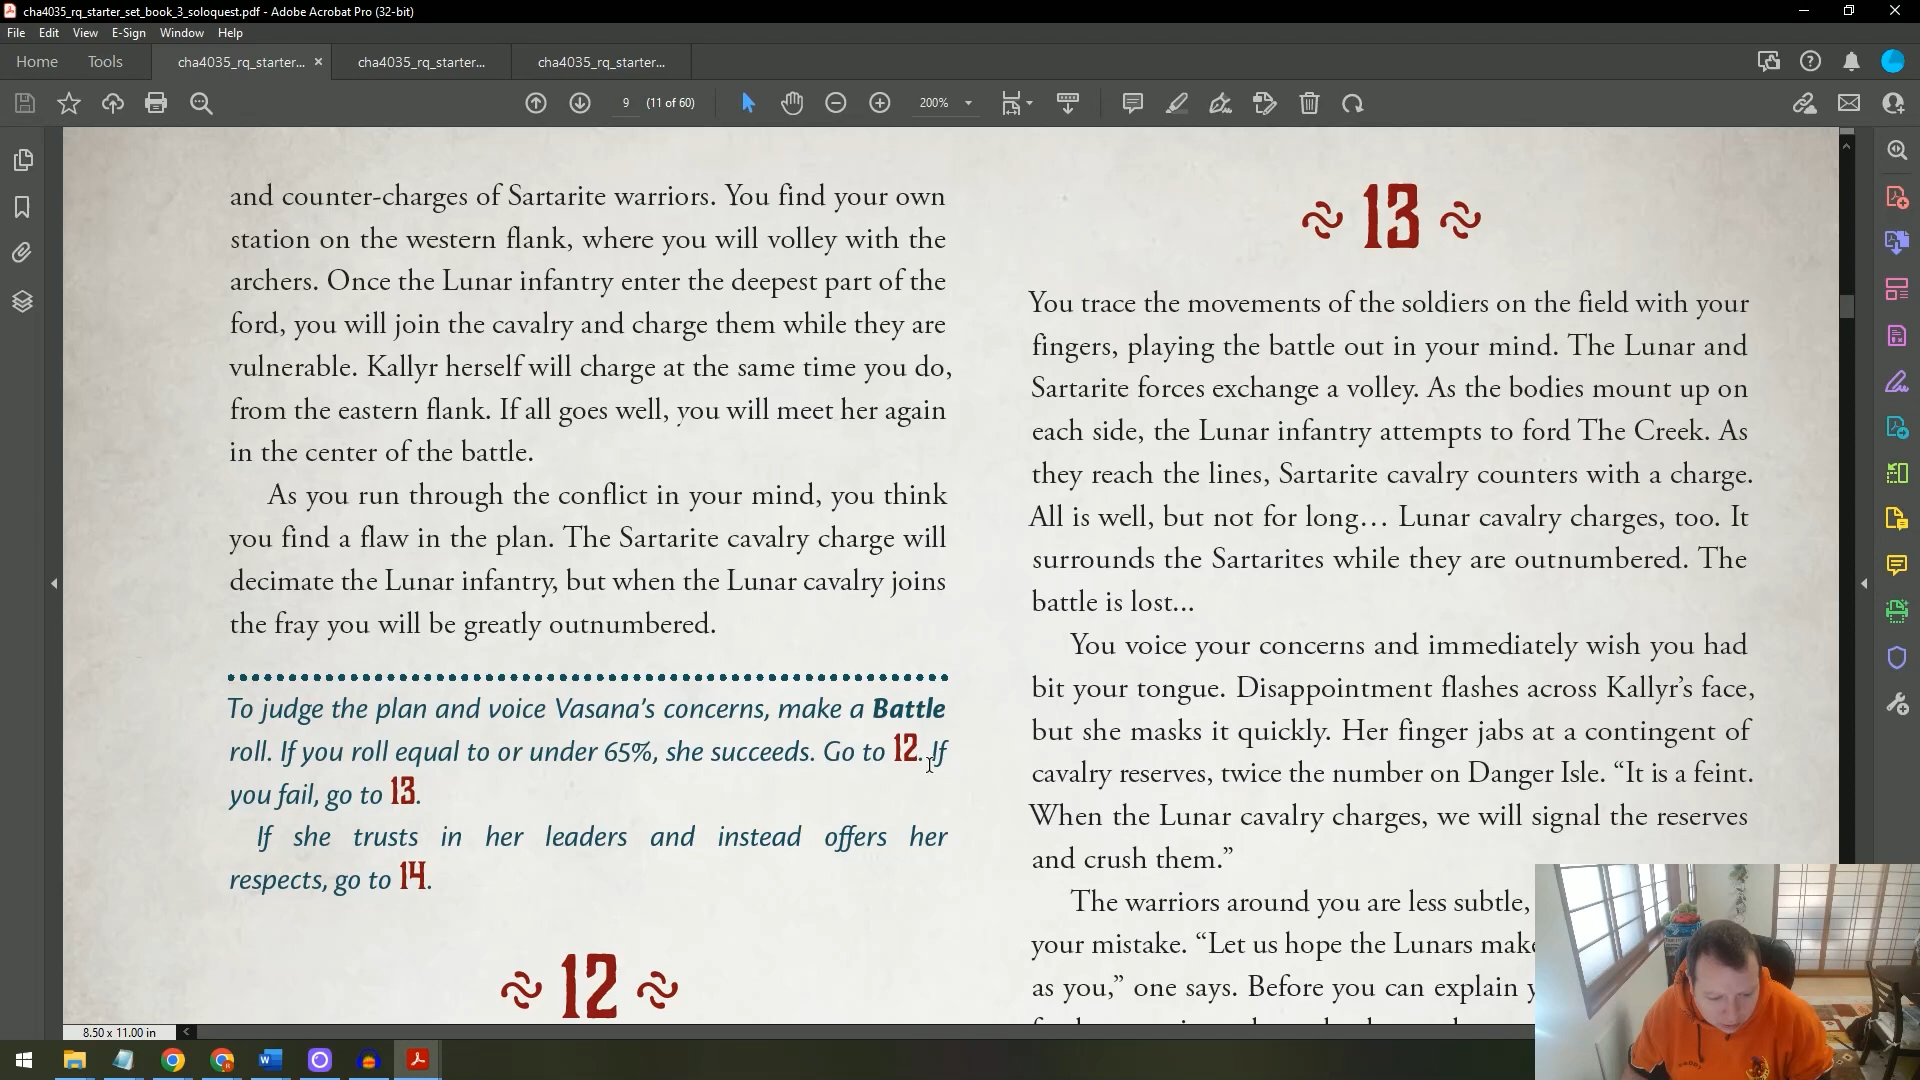 cha4035_rq_starter_set_book_3_soloquest.pdf - Adobe Acrobat Pro (32-bit)
File Edit View E-Sign Window Help
Home Tools cha4035_rq_starter... × cha4035_rq_starter... cha4035_rq_starter...
9 (11 of 60) 200%
and counter-charges of Sartarite warriors. You find your own
station on the western flank, where you will volley with the
archers. Once the Lunar infantry enter the deepest part of the
ford, you will join the cavalry and charge them while they are
vulnerable. Kallyr herself will charge at the same time you do,
from the eastern flank. If all goes well, you will meet her again
in the center of the battle.
As you run through the conflict in your mind, you think
you find a flaw in the plan. The Sartarite cavalry charge will
decimate the Lunar infantry, but when the Lunar cavalry joins
the fray you will be greatly outnumbered.
To judge the plan and voice Vasana’s concerns, make a Battle
roll. If you roll equal to or under 65%, she succeeds. Go to 12. If
you fail, go to 13.
If she trusts in her leaders and instead offers her
respects, go to 14.
12
13
You trace the movements of the soldiers on the field with your
fingers, playing the battle out in your mind. The Lunar and
Sartarite forces exchange a volley. As the bodies mount up on
each side, the Lunar infantry attempts to ford The Creek. As
they reach the lines, Sartarite cavalry counters with a charge.
All is well, but not for long… Lunar cavalry charges, too. It
surrounds the Sartarites while they are outnumbered. The
battle is lost...
You voice your concerns and immediately wish you had
bit your tongue. Disappointment flashes across Kallyr’s face,
but she masks it quickly. Her finger jabs at a contingent of
cavalry reserves, twice the number on Danger Isle. “It is a feint.
When the Lunar cavalry charges, we will signal the reserves
and crush them.”
The warriors around you are less subtle,
your mistake. “Let us hope the Lunars make
as you,” one says. Before you can explain
8.50 x 11.00 in